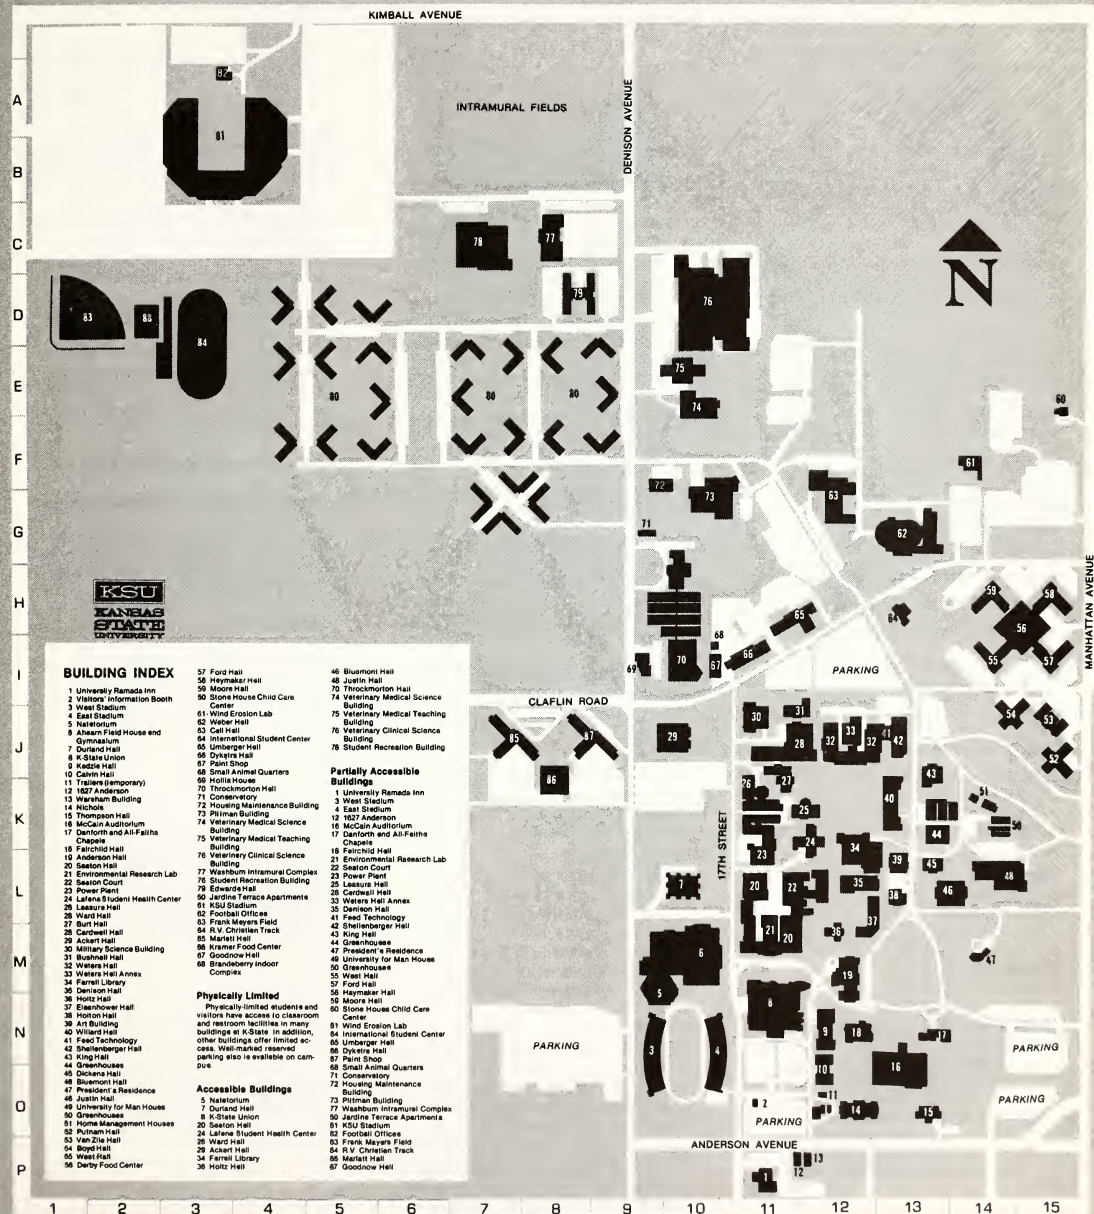 KIMBALL AVENUE
INTRAMURAL FIELDS
DENISON AVENUE
N
MANHATTAN AVENUE
KSU
KANSAS
STATE
UNIVERSITY
PARKING
CLAFLIN ROAD
17TH STREET
PARKING
PARKING
PARKING
PARKING
ANDERSON AVENUE
A
B
C
D
E
F
G
H
I
J
K
L
M
N
O
P
1 2 3 4 5 6 7 8 9 10 11 12 13 14 15
BUILDING INDEX
1 University Ramada Inn
2 Visitors' Information Booth
3 West Stadium
4 East Stadium
5 Natetorium
6 Ahearn Field House and
Gymnasium
7 Durland Hall
8 K-State Union
9 Kedzie Hall
10 Calvin Hall
11 Trailers (temporary)
12 1627 Anderson
13 Wareham Building
14 Nichols
15 Thompson Hall
16 McCain Auditorium
17 Danforth and All-Faiths
Chapels
18 Fairchild Hall
19 Anderson Hall
20 Seaton Hall
21 Environmental Research Lab
22 Seaton Court
23 Power Plant
24 Lafene Student Health Center
25 Leasure Hall
26 Ward Hall
27 Burt Hall
28 Cardwell Hall
29 Ackert Hall
30 Military Science Building
31 Bushnell Hall
32 Waters Hall
33 Waters Hall Annex
34 Farrell Library
35 Denison Hall
36 Holtz Hall
37 Eisenhower Hall
38 Holton Hall
39 Art Building
40 Willard Hall
41 Feed Technology
42 Shellenberger Hall
43 King Hall
44 Greenhouses
45 Dickens Hall
46 Bluemont Hall
47 President's Residence
48 Justin Hall
49 University for Man House
50 Greenhouses
51 Home Management Houses
52 Putnam Hall
53 Van Zile Hall
54 Boyd Hall
55 West Hall
56 Derby Food Center
57 Ford Hall
58 Haymaker Hall
59 Moore Hall
60 Stone House Child Care
Center
61 Wind Erosion Lab
62 Weber Hall
63 Call Hall
64 International Student Center
65 Umberger Hall
66 Dykstra Hall
67 Paint Shop
68 Small Animal Quarters
69 Hollis House
70 Throckmorton Hall
71 Conservatory
72 Housing Maintenance Building
73 Pittman Building
74 Veterinary Medical Science
Building
75 Veterinary Medical Teaching
Building
76 Veterinary Clinical Science
Building
77 Washburn Intramural Complex
78 Student Recreation Building
79 Edwards Hall
80 Jardine Terrace Apartments
81 KSU Stadium
82 Football Offices
83 Frank Meyers Field
84 R.V. Christian Track
85 Marlatt Hall
86 Kramer Food Center
87 Goodnow Hall
88 Brandeberry Indoor
Complex
Physically Limited
Physically-limited students and
visitors have access to classroom
and restroom facilities in many
buildings at K-State. In addition,
other buildings offer limited ac-
cess. Well-marked reserved
parking also is available on cam-
pus.
Accessible Buildings
5 Natatorium
7 Durland Hall
8 K-State Union
20 Seaton Hall
24 Lafene Student Health Center
26 Ward Hall
29 Ackert Hall
34 Farrell Library
36 Holtz Hall
46 Bluemont Hall
48 Justin Hall
70 Throckmorton Hall
74 Veterinary Medical Science
Building
75 Veterinary Medical Teaching
Building
76 Veterinary Clinical Science
Building
78 Student Recreation Building
Partially Accessible
Buildings
1 University Ramada Inn
3 West Stadium
4 East Stadium
12 1627 Anderson
16 McCain Auditorium
17 Danforth and All-Faiths
Chapels
18 Fairchild Hall
21 Environmental Research Lab
22 Seaton Court
23 Power Plant
25 Leasure Hall
28 Cardwell Hall
33 Waters Hall Annex
35 Denison Hall
41 Feed Technology
42 Shellenberger Hall
43 King Hall
44 Greenhouses
47 President's Residence
49 University for Man House
50 Greenhouses
55 West Hall
57 Ford Hall
58 Haymaker Hall
59 Moore Hall
60 Stone House Child Care
Center
61 Wind Erosion Lab
64 International Student Center
65 Umberger Hall
66 Dykstra Hall
67 Paint Shop
68 Small Animal Quarters
71 Conservatory
72 Housing Maintenance
Building
73 Pittman Building
77 Washburn Intramural Complex
80 Jardine Terrace Apartments
81 KSU Stadium
82 Football Offices
83 Frank Mayers Field
84 R.V. Christian Track
85 Marlatt Hall
87 Goodnow Hall